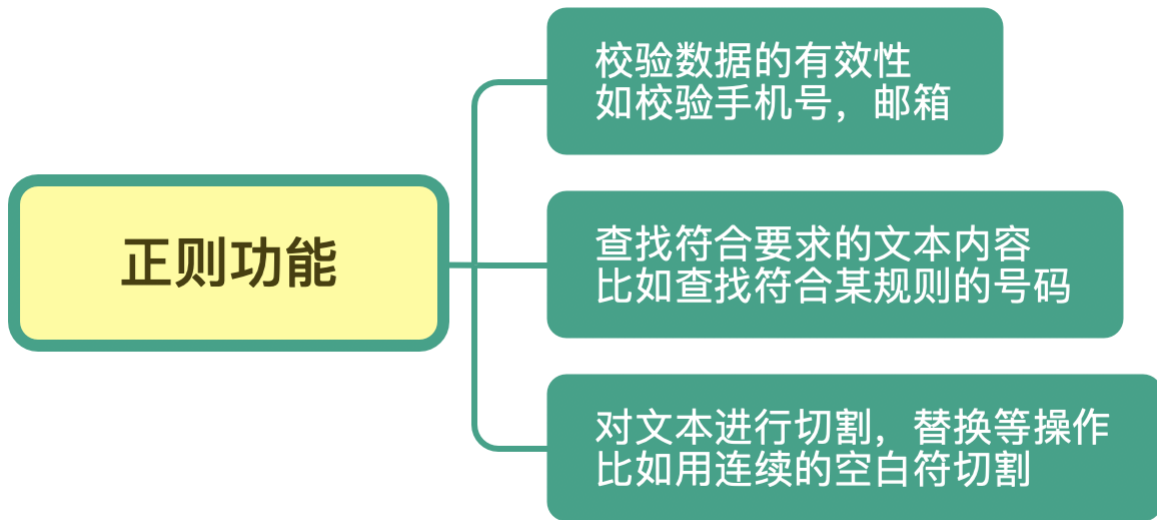 正则功能
校验数据的有效性
如校验手机号，邮箱
查找符合要求的文本内容
比如查找符合某规则的号码
对文本进行切割，替换等操作
比如用连续的空白符切割